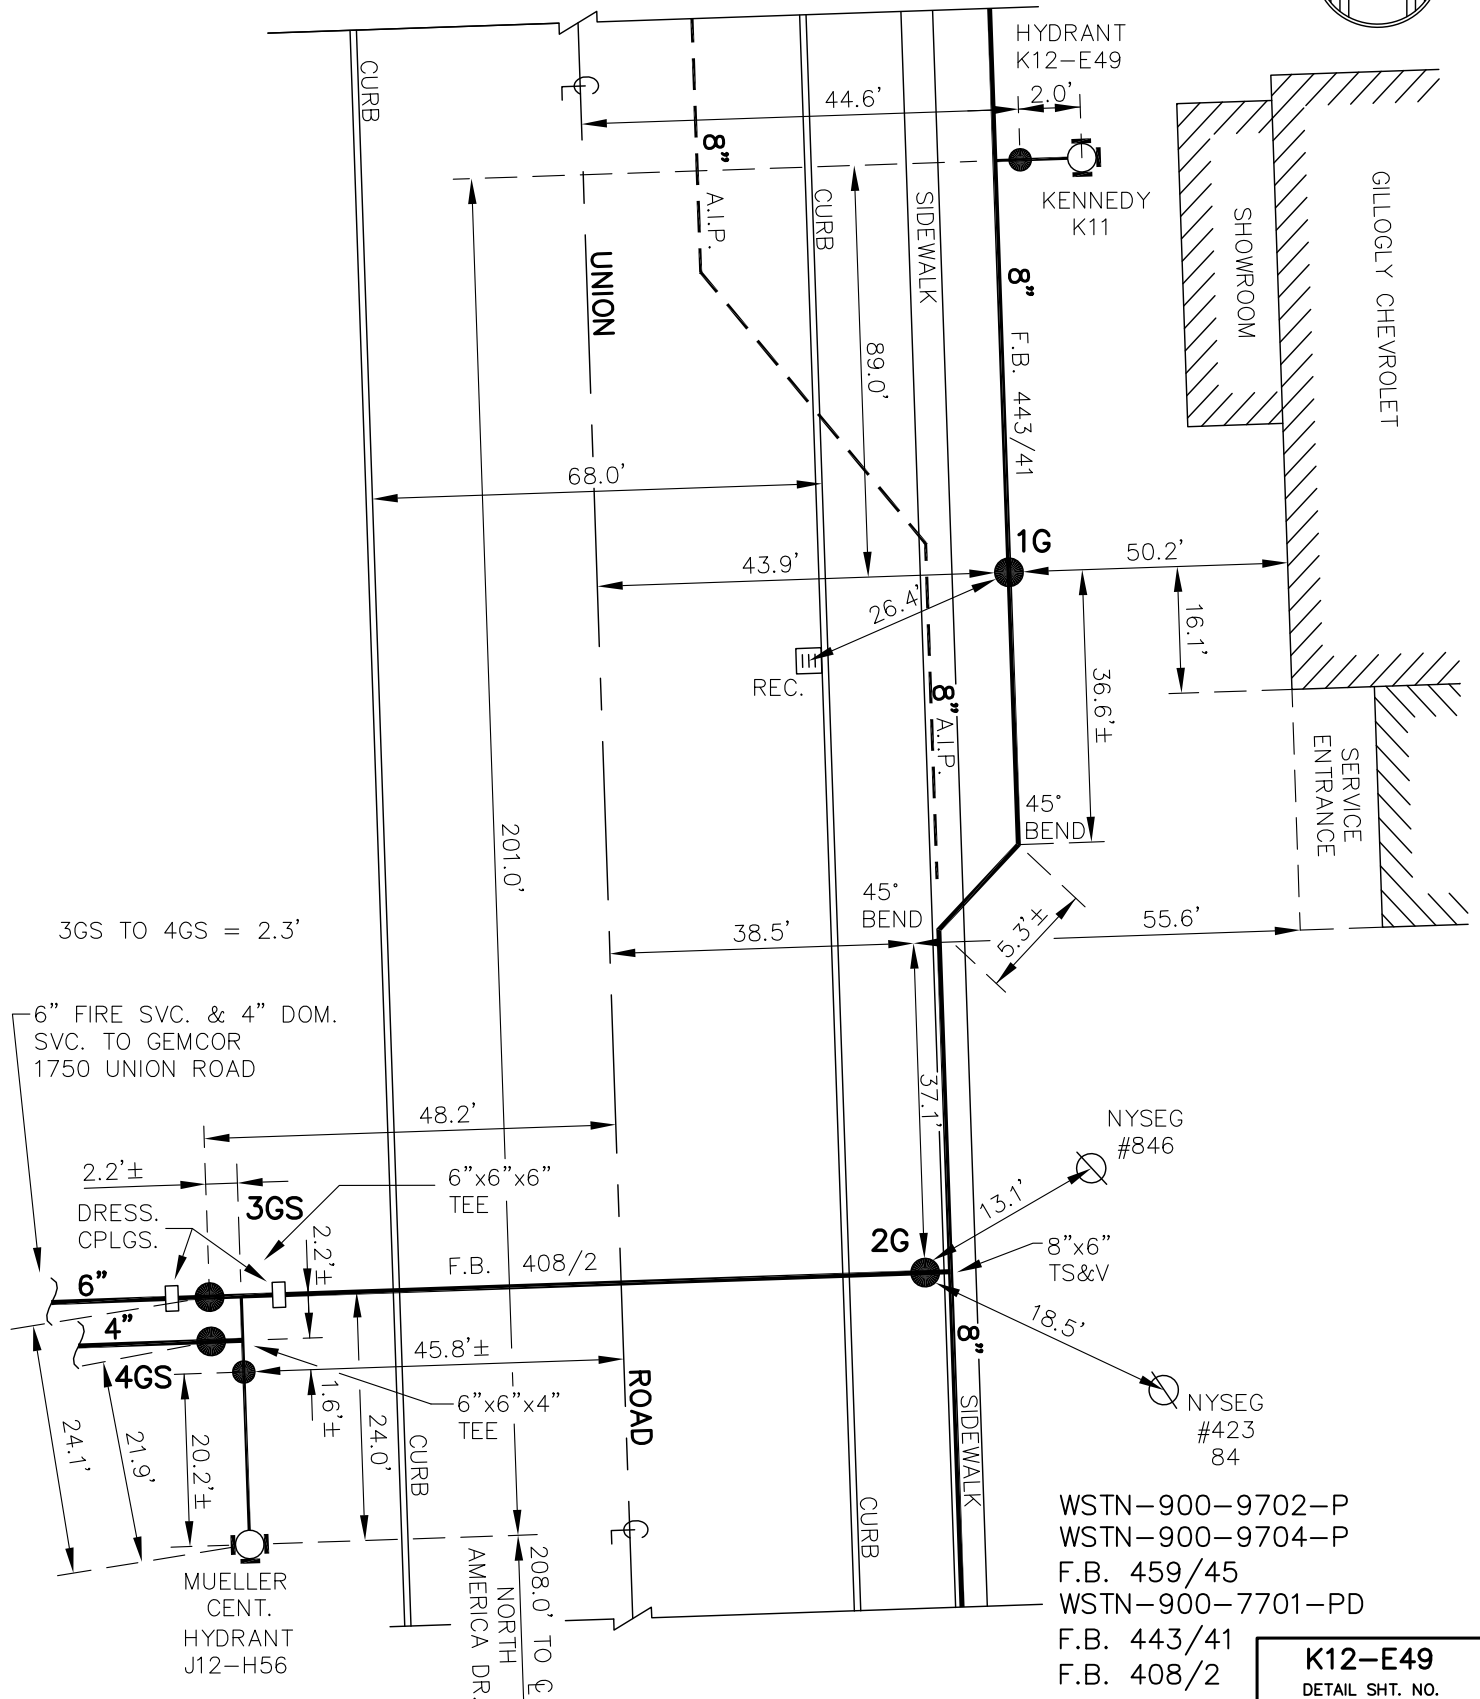 HYDRANT
K12-E49
44.6'
2.0'
CURB
℄
8"
A.I.P.
KENNEDY
K11
CURB
SIDEWALK
SHOWROOM
GILLOGLY CHEVROLET
UNION
8"
F.B. 443/41
89.0'
68.0'
1G
43.9'
50.2'
26.4'
16.1'
REC.
8"
A.I.P.
36.6'±
SERVICE
ENTRANCE
45°
BEND
201.0'
45°
BEND
38.5'
5.3'±
55.6'
3GS TO 4GS = 2.3'
6" FIRE SVC. & 4" DOM.
SVC. TO GEMCOR
1750 UNION ROAD
37.1'
48.2'
NYSEG
#846
2.2'±
6"x6"x6"
TEE
13.1'
DRESS.
CPLGS.
3GS
2.2'±
F.B. 408/2
2G
8"x6"
TS&V
6"
4"
18.5'
8"
4GS
45.8'±
ROAD
1.6'±
6"x6"x4"
TEE
24.1'
21.9'
20.2'±
24.0'
CURB
SIDEWALK
NYSEG
#423
84
℄
CURB
MUELLER
CENT.
HYDRANT
J12-H56
208.0' TO ℄
NORTH
AMERICA DR.
WSTN-900-9702-P
WSTN-900-9704-P
F.B. 459/45
WSTN-900-7701-PD
F.B. 443/41
F.B. 408/2
K12-E49
DETAIL SHT. NO.